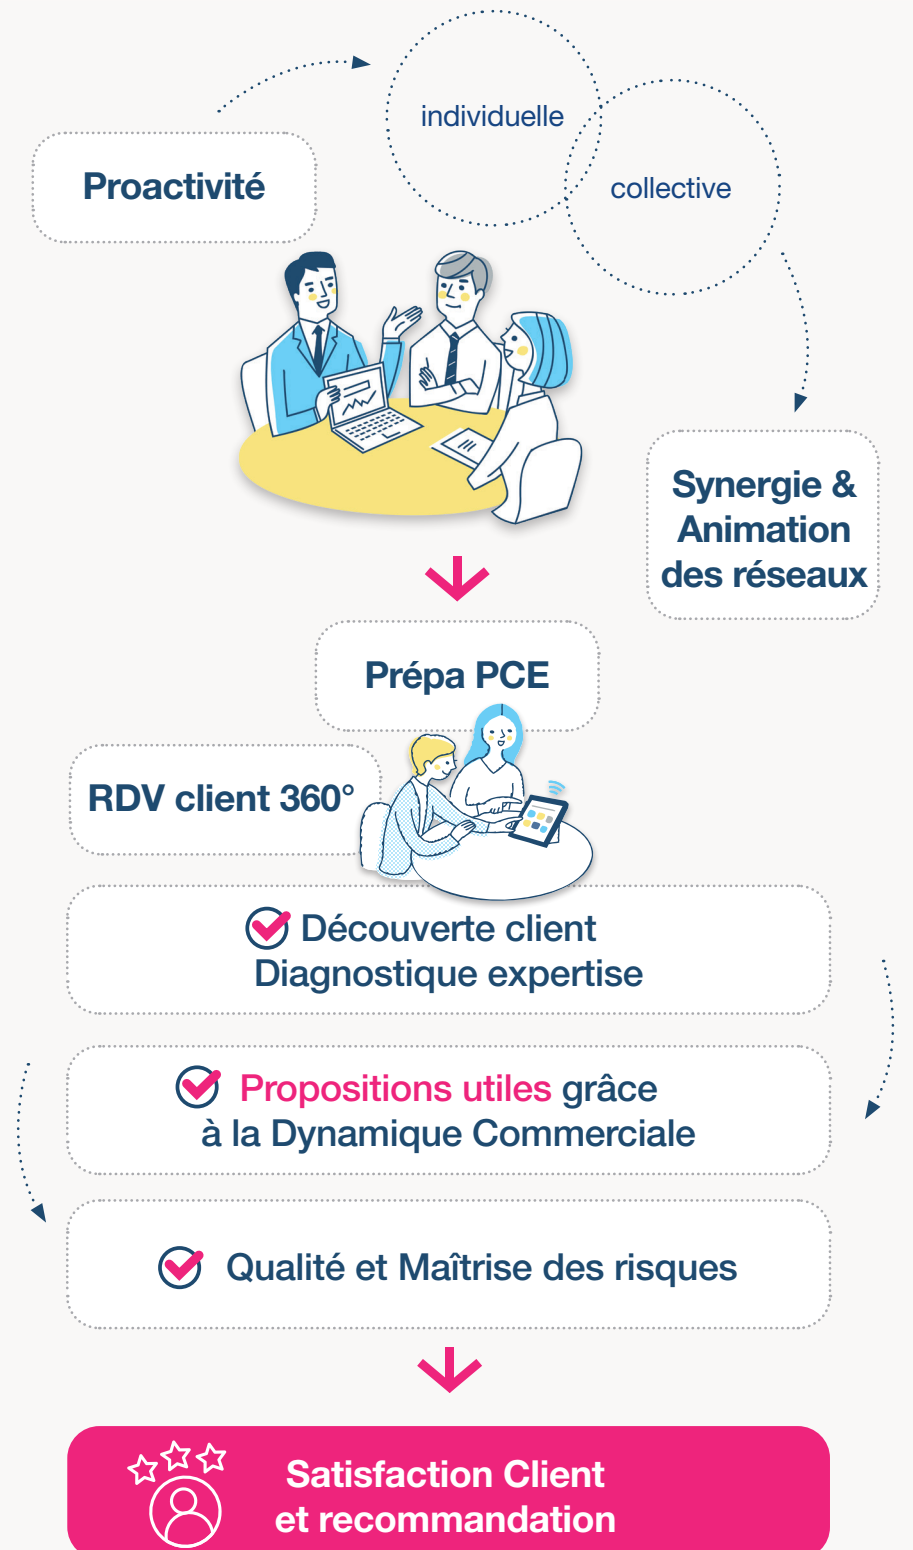 individuelle
collective
Proactivité
Synergie &
Animation
des réseaux
Prépa PCE
RDV client 360°
Découverte client
Diagnostique expertise
Propositions utiles grâce
à la Dynamique Commerciale
Qualité et Maîtrise des risques
Satisfaction Client
et recommandation